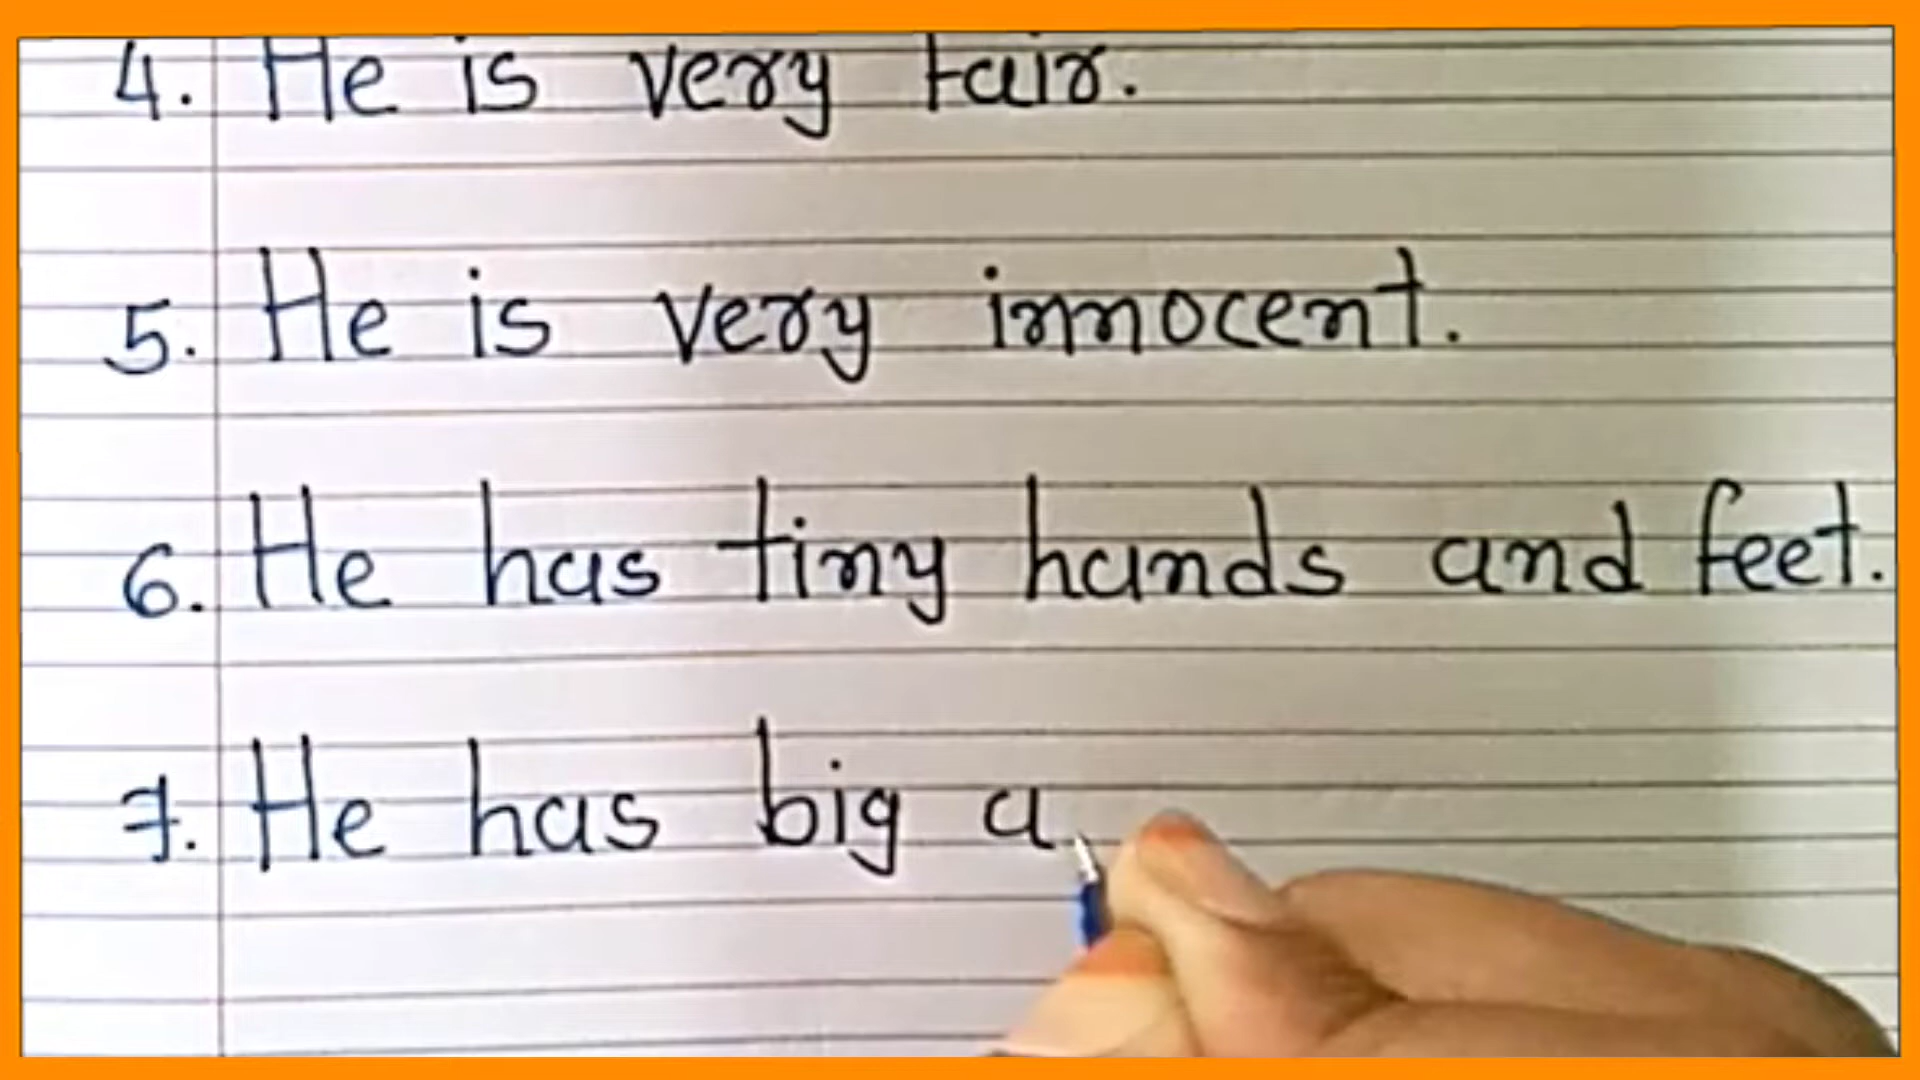 4. He is very fair.
5. He is very innocent.
6. He has tiny hands and feet.
7. He has big a